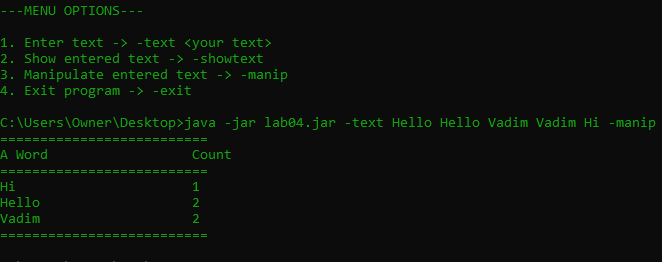 ---MENU OPTIONS---
1. Enter text -> -text <your text>
2. Show entered text -> -showtext
3. Manipulate entered text -> -manip
4. Exit program -> -exit
C:\Users\Owner\Desktop>java -jar lab04.jar -text Hello Hello Vadim Vadim Hi -manip
==========================
A Word                  Count
==========================
Hi                      1
Hello                   2
Vadim                   2
==========================